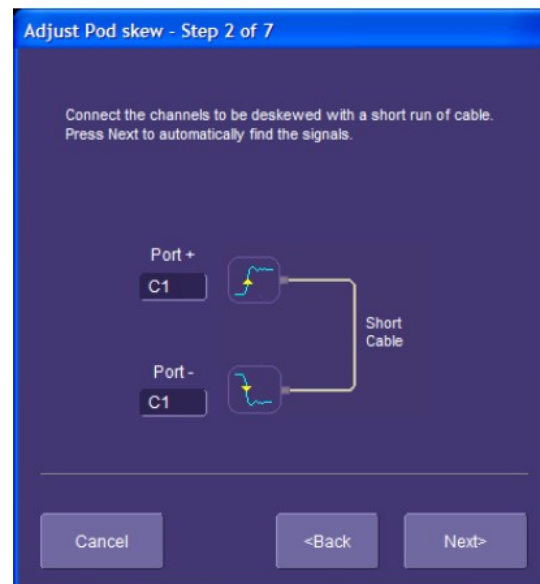 Adjust Pod skew - Step 2 of 7
Connect the channels to be deskewed with a short run of cable.
Press Next to automatically find the signals.
Port +
C1
Short
Cable
Port -
C1
Cancel
<Back
Next>